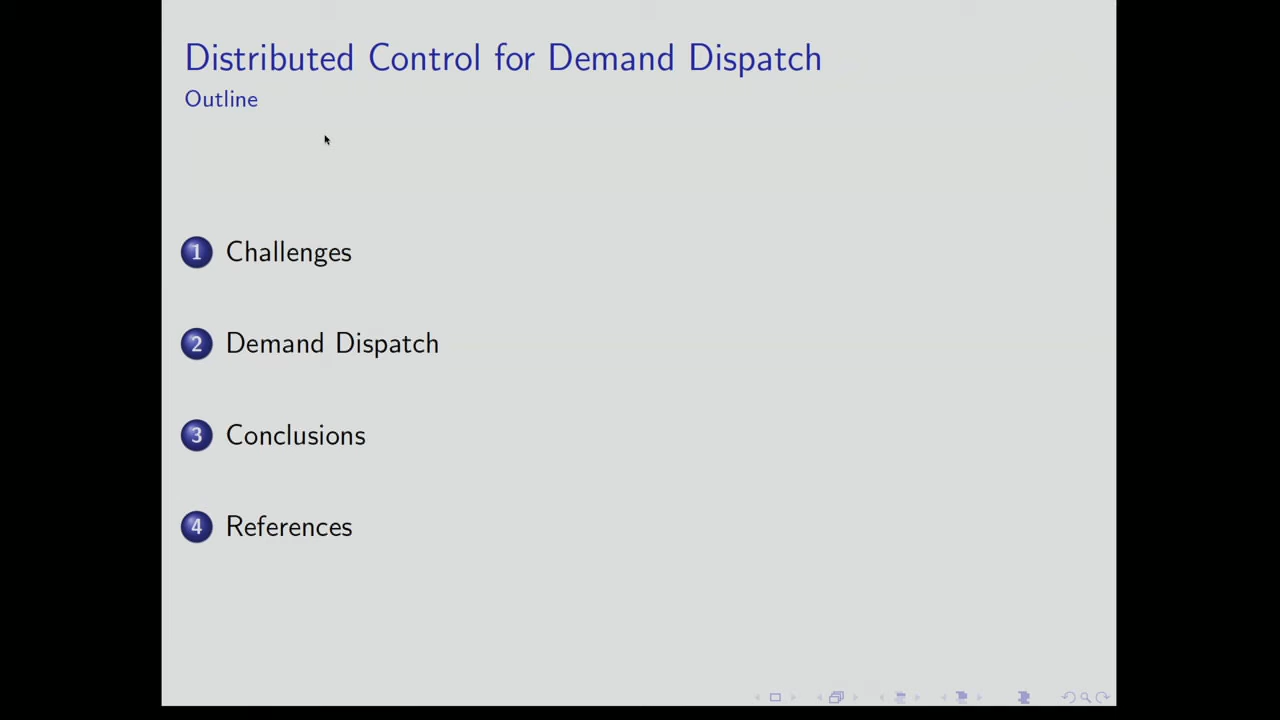 Distributed Control for Demand Dispatch
Outline
1 Challenges
2 Demand Dispatch
3 Conclusions
4 References